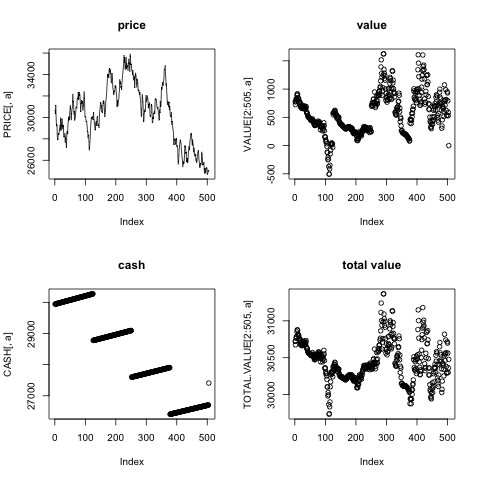 price
PRICE[, a]
34000
30000
26000
0 100 200 300 400 500
Index
value
VALUE[2:505, a]
1000
500
0
-500
0 100 200 300 400 500
Index
cash
CASH[, a]
29000
27000
0 100 200 300 400 500
Index
total value
TOTAL.VALUE[2:505, a]
31000
30500
30000
0 100 200 300 400 500
Index